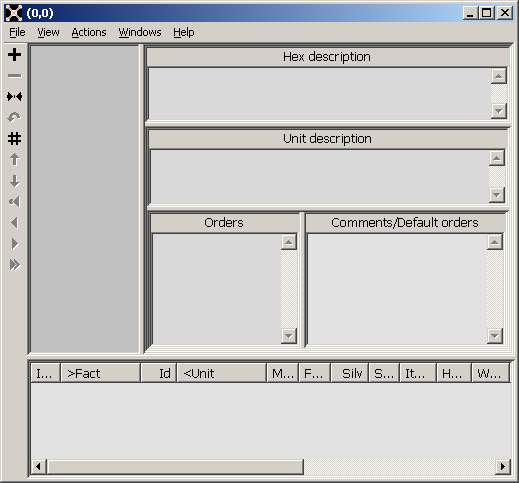 (0,0)
File View Actions Windows Help
Hex description
Unit description
Orders Comments/Default orders
I... >Fact Id <Unit M... F... Silv S... It... H... W...